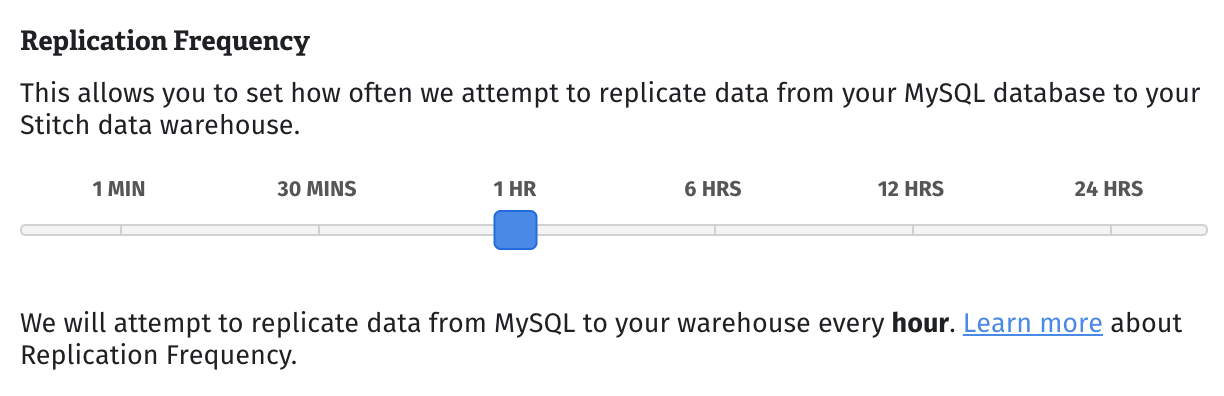 Replication Frequency
This allows you to set how often we attempt to replicate data from your MySQL database to your
Stitch data warehouse.
1 MIN 30 MINS 1 HR 6 HRS 12 HRS 24 HRS
We will attempt to replicate data from MySQL to your warehouse every hour. Learn more about
Replication Frequency.